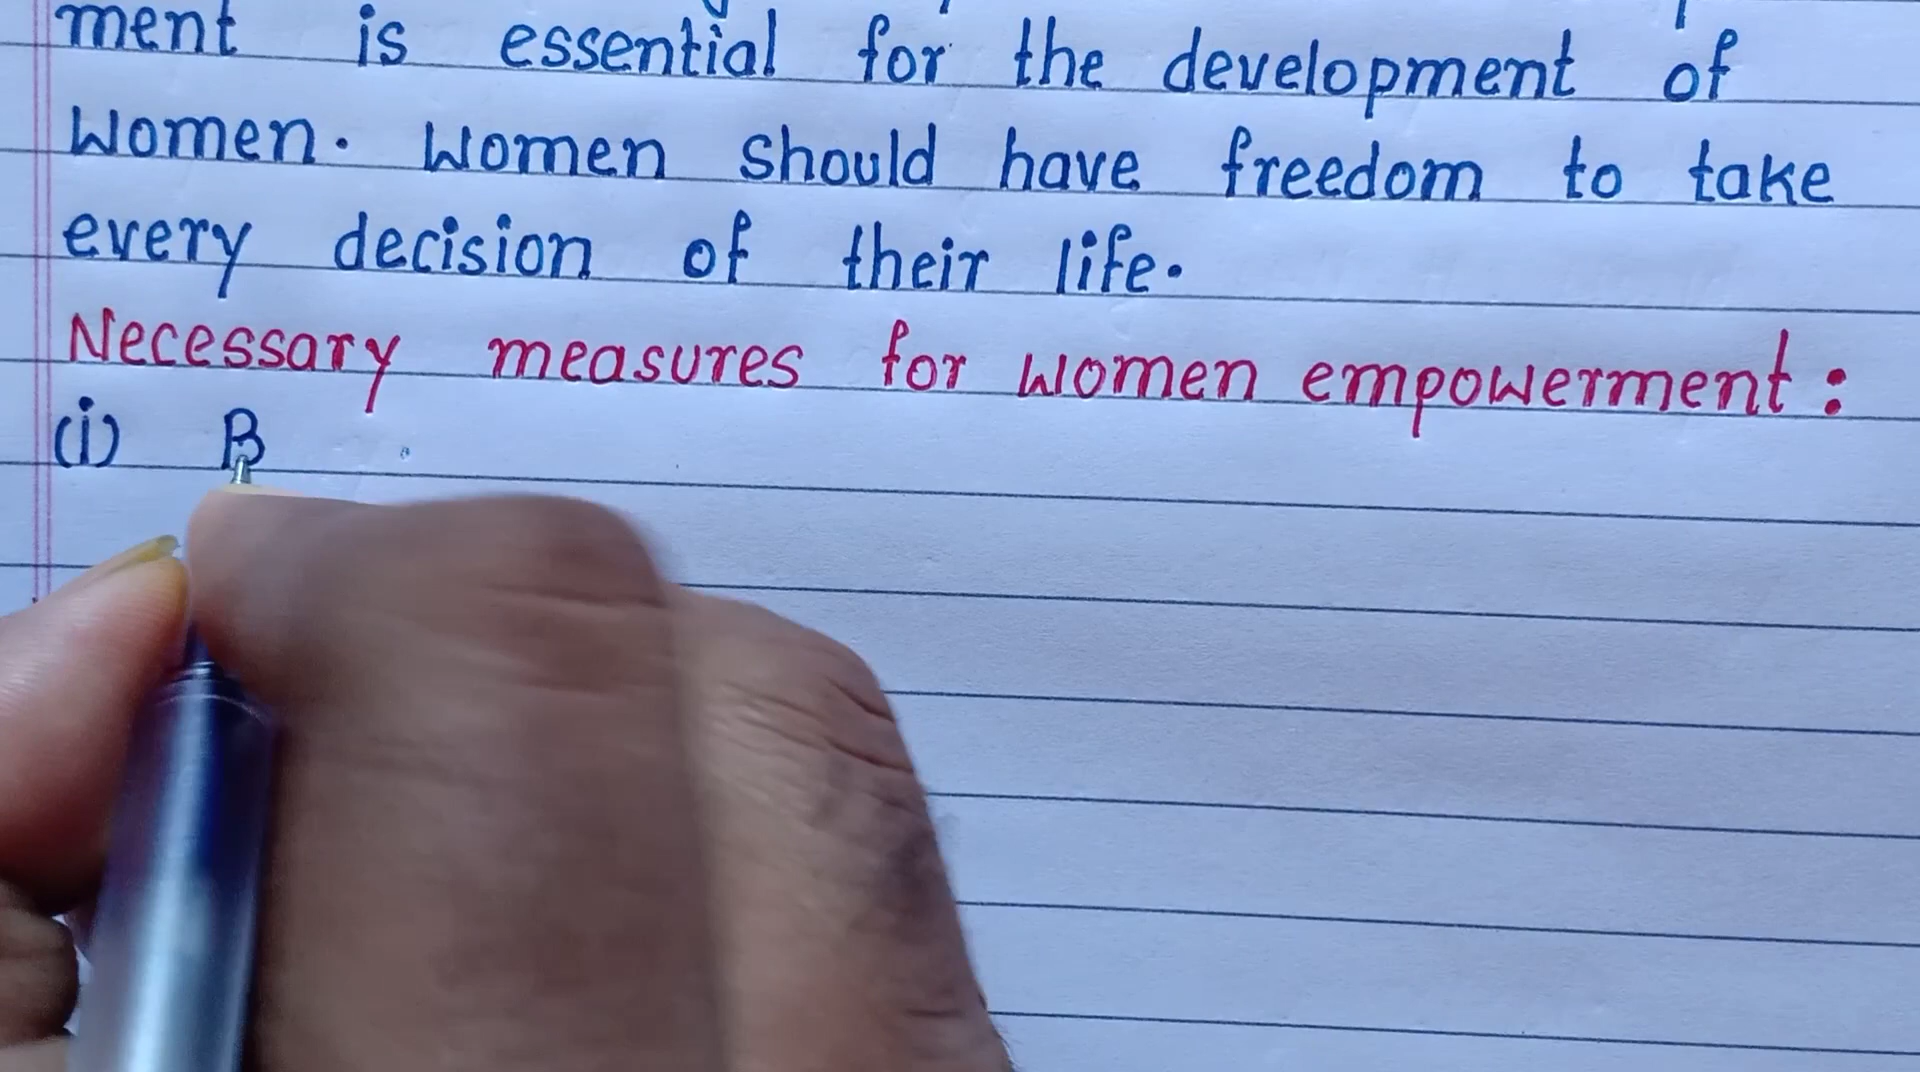 ment is essential for the development of
Women. Women should have freedom to take
every decision of their life.
Necessary measures for women empowerment:
(i) B